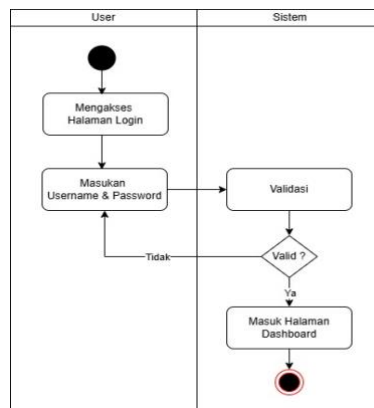 User
Sistem
Mengakses
Halaman Login
Masukan
Username & Password
Validasi
Valid ?
Tidak
Ya
Masuk Halaman
Dashboard